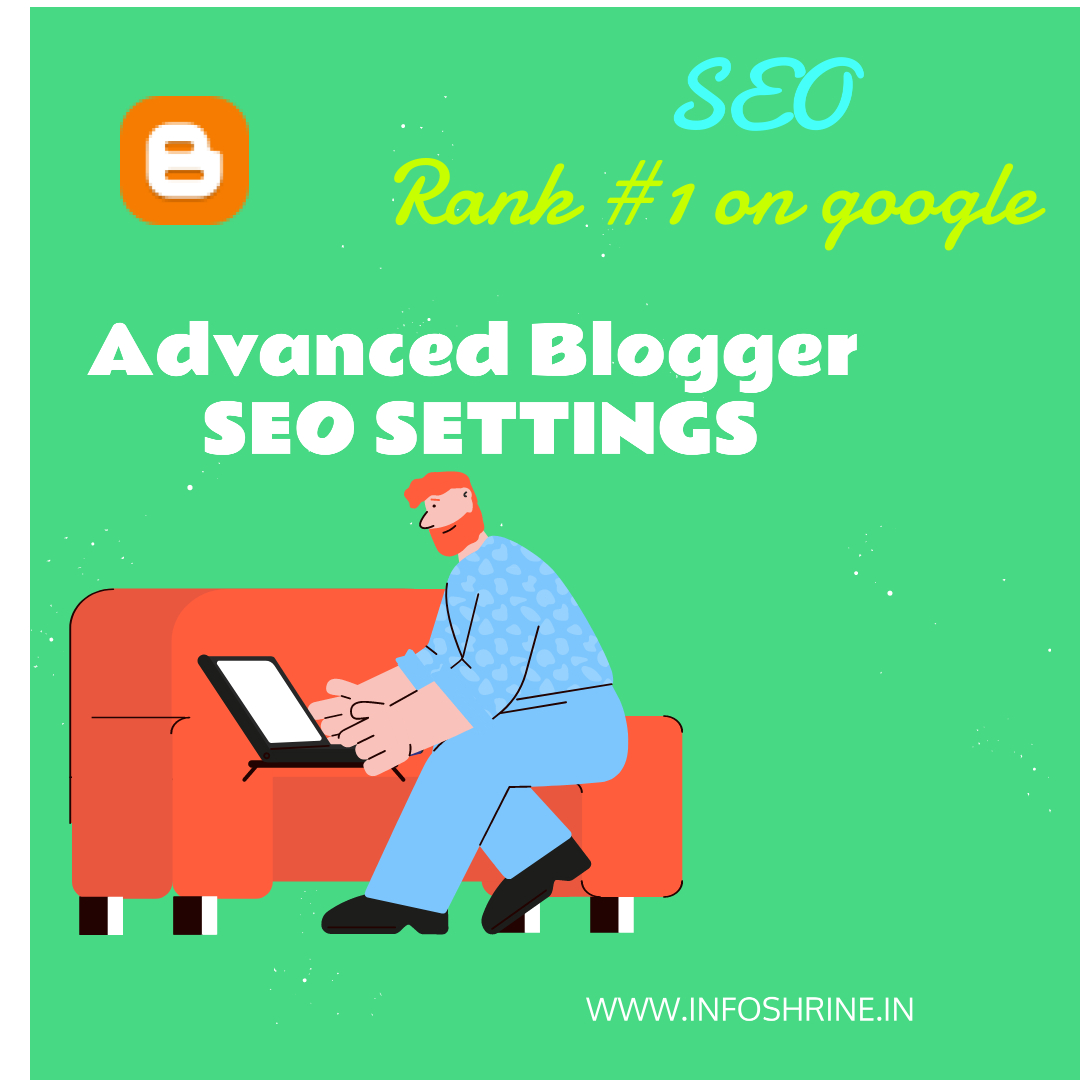 SEO
Rank #1 on google
Advanced Blogger
SEO SETTINGS
WWW.INFOSHRINE.IN